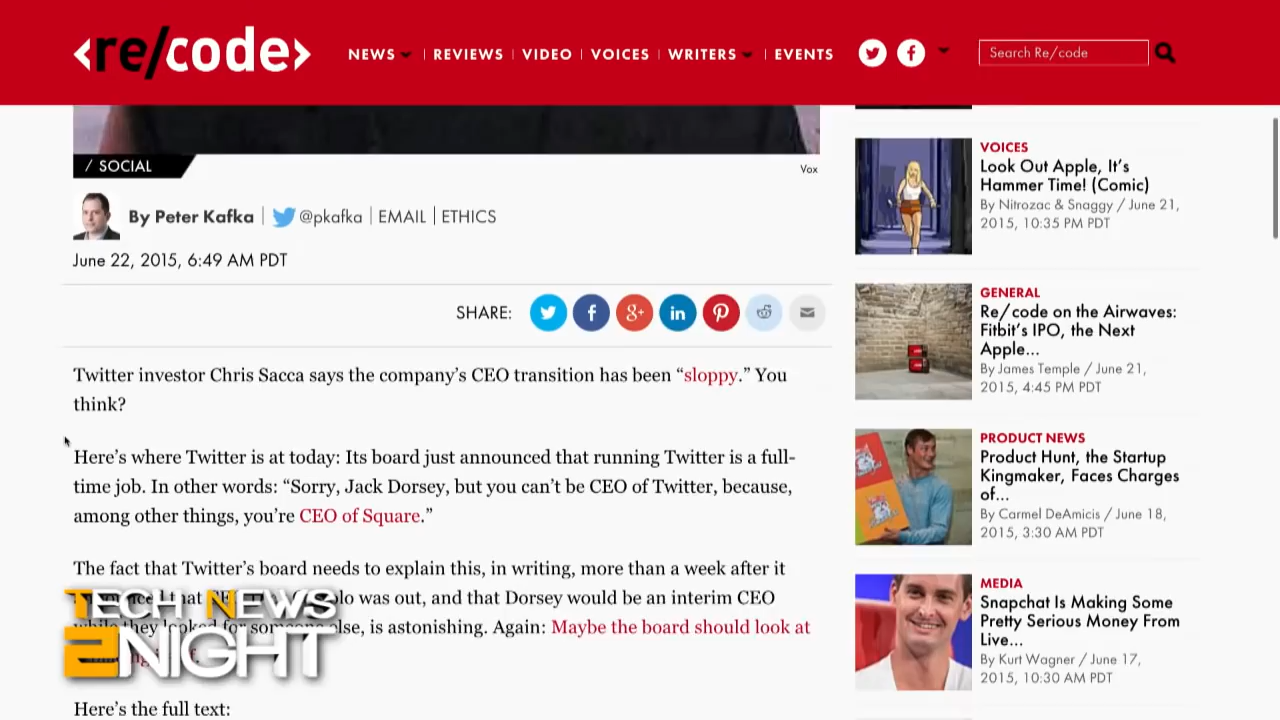 <re/code>
NEWS
REVIEWS
VIDEO
VOICES
WRITERS
EVENTS
Search Re/code
/ SOCIAL
Vox
By Peter Kafka
@pkafka
EMAIL
ETHICS
June 22, 2015, 6:49 AM PDT
SHARE:
Twitter investor Chris Sacca says the company’s CEO transition has been “sloppy.” You
think?
Here’s where Twitter is at today: Its board just announced that running Twitter is a full-
time job. In other words: “Sorry, Jack Dorsey, but you can’t be CEO of Twitter, because,
among other things, you’re CEO of Square.”
The fact that Twitter’s board needs to explain this, in writing, more than a week after it
that was out, and that Dorsey would be an interim CEO
while they looked for someone else, is astonishing. Again: Maybe the board should look at
Here’s the full text:
TECH NEWS
2NIGHT
VOICES
Look Out Apple, It’s
Hammer Time! (Comic)
By Nitrozac & Snaggy / June 21,
2015, 10:35 PM PDT
GENERAL
Re/code on the Airwaves:
Fitbit’s IPO, the Next
Apple...
By James Temple / June 21,
2015, 4:45 PM PDT
PRODUCT NEWS
Product Hunt, the Startup
Kingmaker, Faces Charges
of...
By Carmel DeAmicis / June 18,
2015, 3:30 AM PDT
MEDIA
Snapchat Is Making Some
Pretty Serious Money From
Live...
By Kurt Wagner / June 17,
2015, 10:30 AM PDT